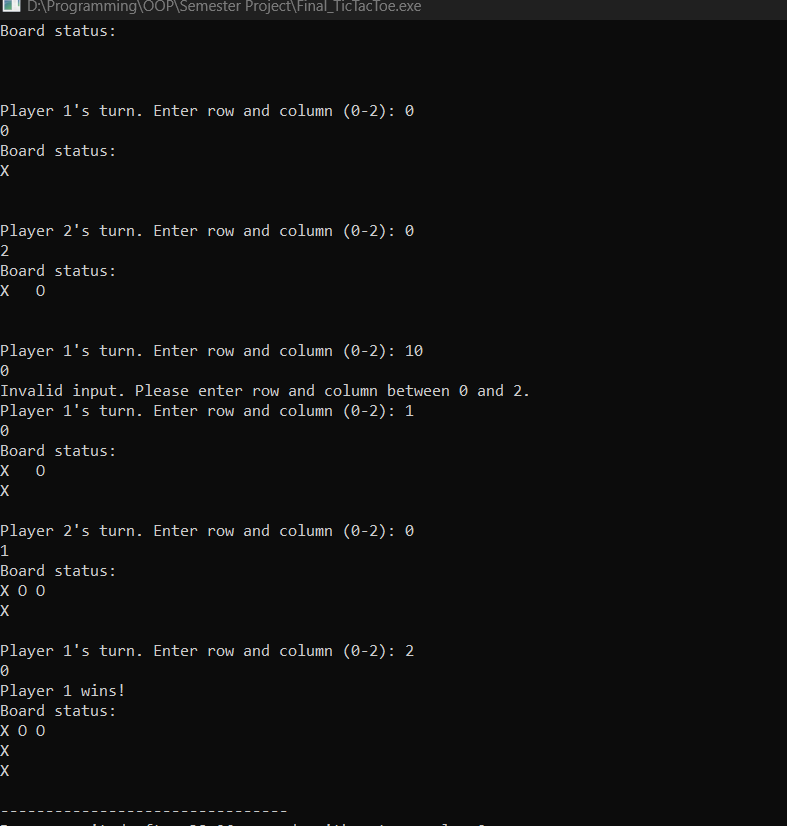 D:\Programming\OOP\Semester Project\Final_TicTacToe.exe
Board status:
Player 1's turn. Enter row and column (0-2): 0
0
Board status:
X
Player 2's turn. Enter row and column (0-2): 0
2
Board status:
X   O
Player 1's turn. Enter row and column (0-2): 10
0
Invalid input. Please enter row and column between 0 and 2.
Player 1's turn. Enter row and column (0-2): 1
0
Board status:
X   O
X
Player 2's turn. Enter row and column (0-2): 0
1
Board status:
X O O
X
Player 1's turn. Enter row and column (0-2): 2
0
Player 1 wins!
Board status:
X O O
X
X
--------------------------------